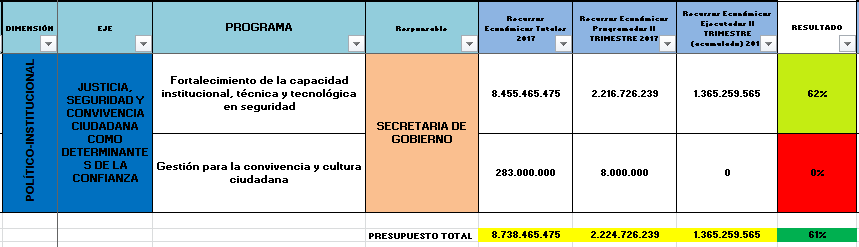 DIMENSIÓN
EJE
PROGRAMA
Responsable
Recursos
Económicos Totales
2017
Recursos Económicos
Programados II
TRIMESTRE 2017
Recursos Económicos
Ejecutados II
TRIMESTRE
(acumulado) 201
RESULTADO
POLÍTICO-INSTITUCIONAL
JUSTICIA,
SEGURIDAD Y
CONVIVENCIA
CIUDADANA
COMO
DETERMINANTE
S DE LA
CONFIANZA
Fortalecimiento de la capacidad
institucional, técnica y tecnológica
en seguridad
SECRETARIA DE
GOBIERNO
8.455.465.475
2.216.726.239
1.365.259.565
62%
Gestión para la convivencia y cultura
ciudadana
283.000.000
8.000.000
0
0%
PRESUPUESTO TOTAL
8.738.465.475
2.224.726.239
1.365.259.565
61%